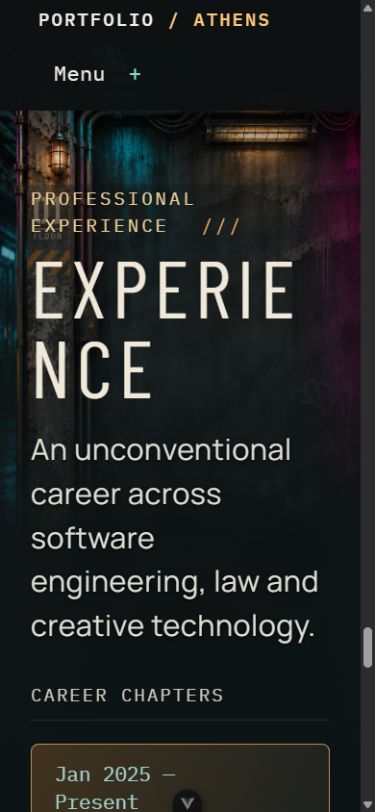 PORTFOLIO / ATHENS
Menu +
PROFESSIONAL
EXPERIENCE ///
FLOOR
EXPERIE
NCE
An unconventional
career across
software
engineering, law and
creative technology.
CAREER CHAPTERS
Jan 2025 —
Present